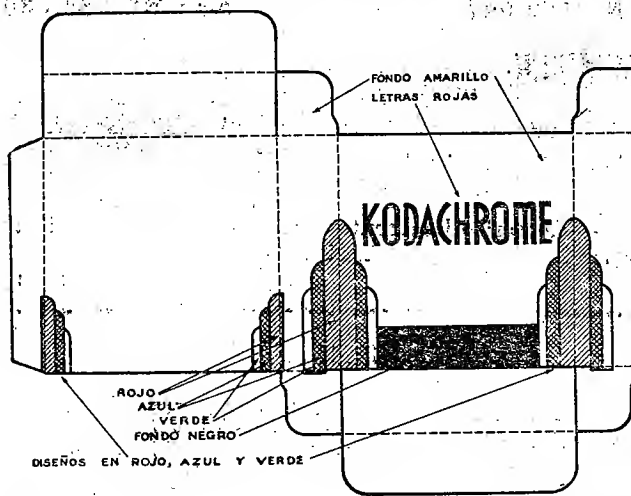 FONDO AMARILLO
LETRAS ROJAS
KODACHROME
ROJO
AZUL
VERDE
FONDO NEGRO
DISEÑOS EN ROJO, AZUL Y VERDE